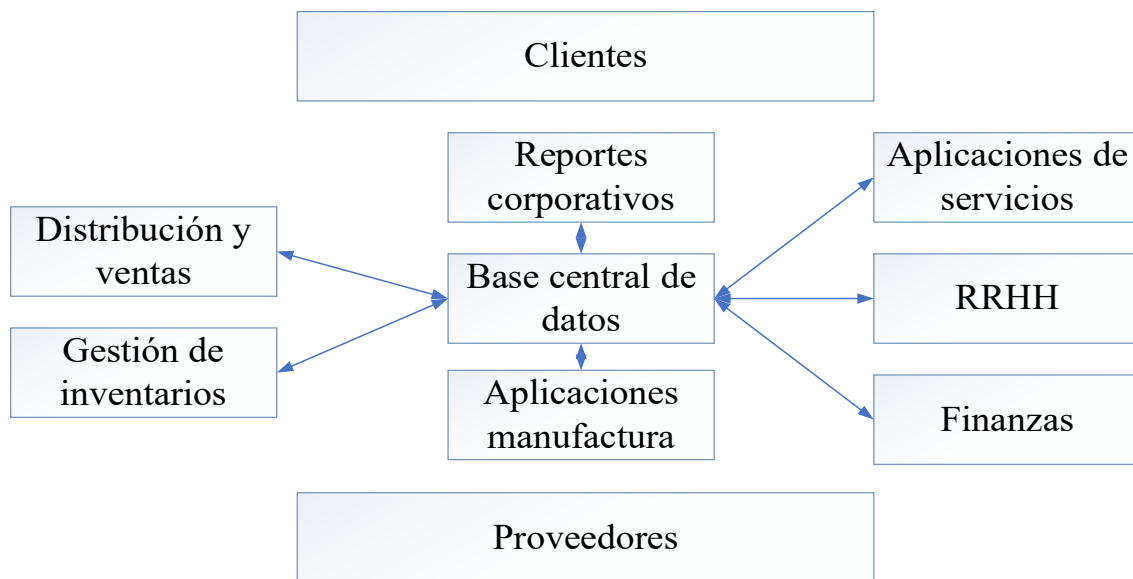 Clientes
Reportes
corporativos
Aplicaciones de
servicios
Distribución y
ventas
Base central de
datos
RRHH
Gestión de
inventarios
Aplicaciones
manufactura
Finanzas
Proveedores